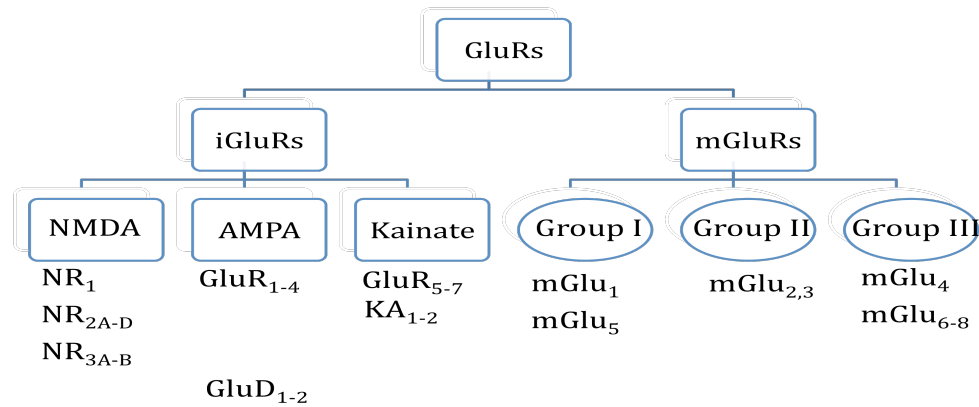 GluRs
iGluRs
mGluRs
NMDA
AMPA
Kainate
Group I
Group II
Group III
NR₁
NR₂A-D
NR₃A-B
GluR₁₋₄
GluR₅₋₇
KA₁₋₂
mGlu₁
mGlu₅
mGlu₂,₃
mGlu₄
mGlu₆₋₈
GluD₁₋₂